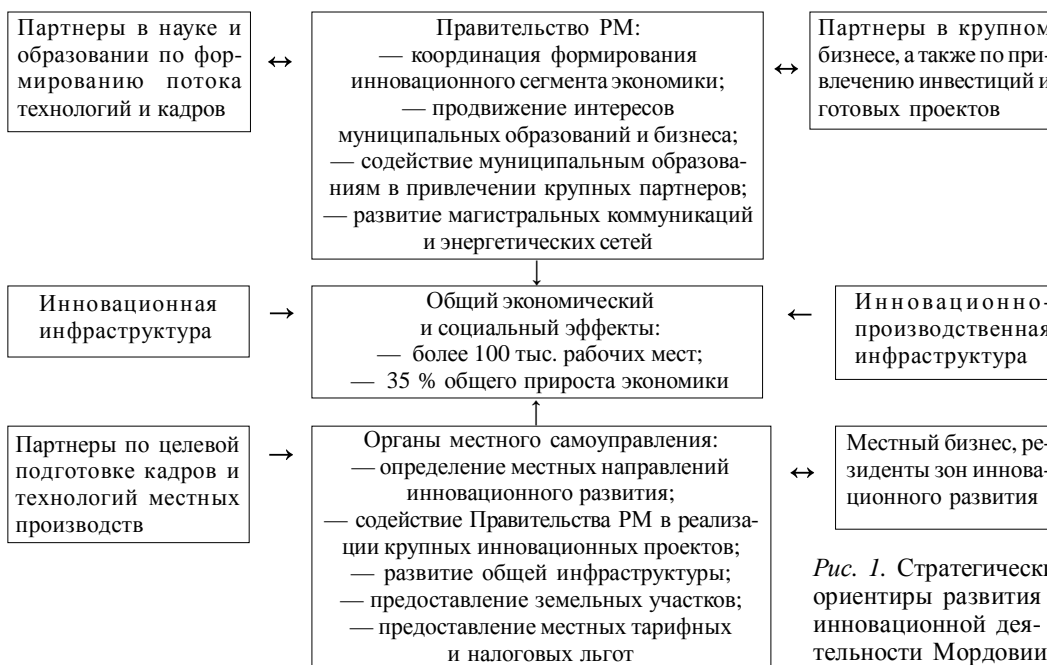 Партнеры в науке и
образовании по фор-
мированию потока
технологий и кадров
↔
Правительство РМ:
— координация формирования
инновационного сегмента экономики;
— продвижение интересов
муниципальных образований и бизнеса;
— содействие муниципальным образова-
ниям в привлечении крупных партнеров;
— развитие магистральных коммуникаций
и энергетических сетей
↔
Партнеры в крупном
бизнесе, а также по при-
влечению инвестиций и
готовых проектов
↓
Инновационная
инфраструктура
→
Общий экономический
и социальный эффекты:
— более 100 тыс. рабочих мест;
— 35 % общего прироста экономики
←
Инновационно-
производственная
инфраструктура
↑
Партнеры по целевой
подготовке кадров и
технологий местных
производств
→
Органы местного самоуправления:
— определение местных направлений
инновационного развития;
— содействие Правительства РМ в реализа-
ции крупных инновационных проектов;
— развитие общей инфраструктуры;
— предоставление земельных участков;
— предоставление местных тарифных
и налоговых льгот
↔
Местный бизнес, ре-
зиденты зон иннова-
ционного развития
Рис. 1. Стратегически
ориентиры развития
инновационной дея-
тельности Мордовии